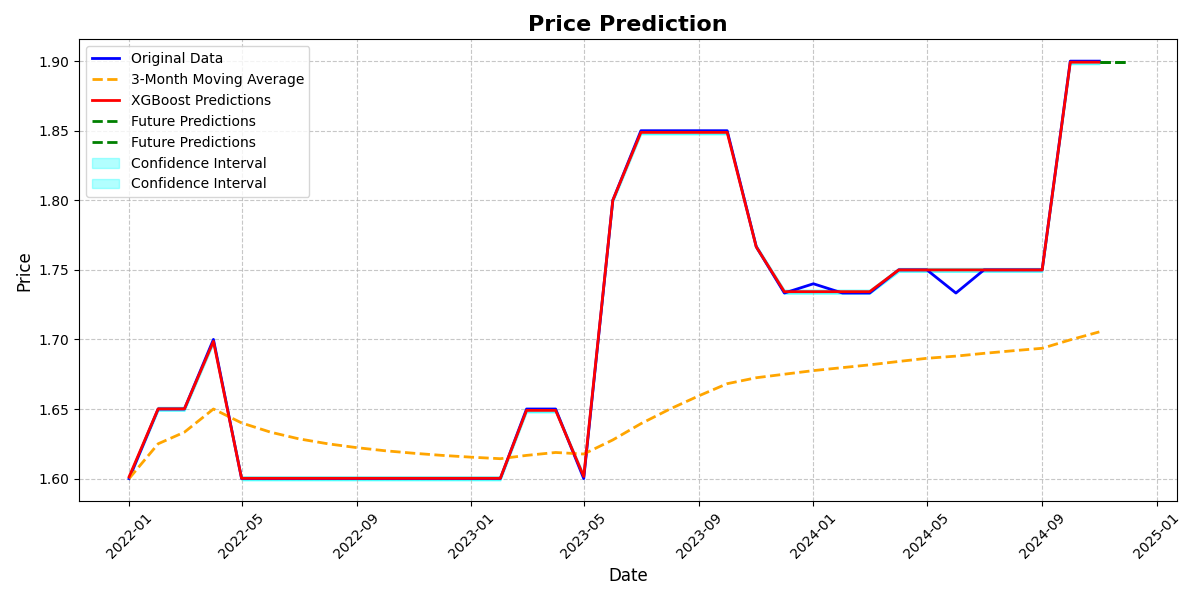 Price Prediction
Original Data
3-Month Moving Average
XGBoost Predictions
Future Predictions
Future Predictions
Confidence Interval
Confidence Interval
Price
1.90
1.85
1.80
1.75
1.70
1.65
1.60
2022-01
2022-05
2022-09
2023-01
2023-05
2023-09
2024-01
2024-05
2024-09
2025-01
Date